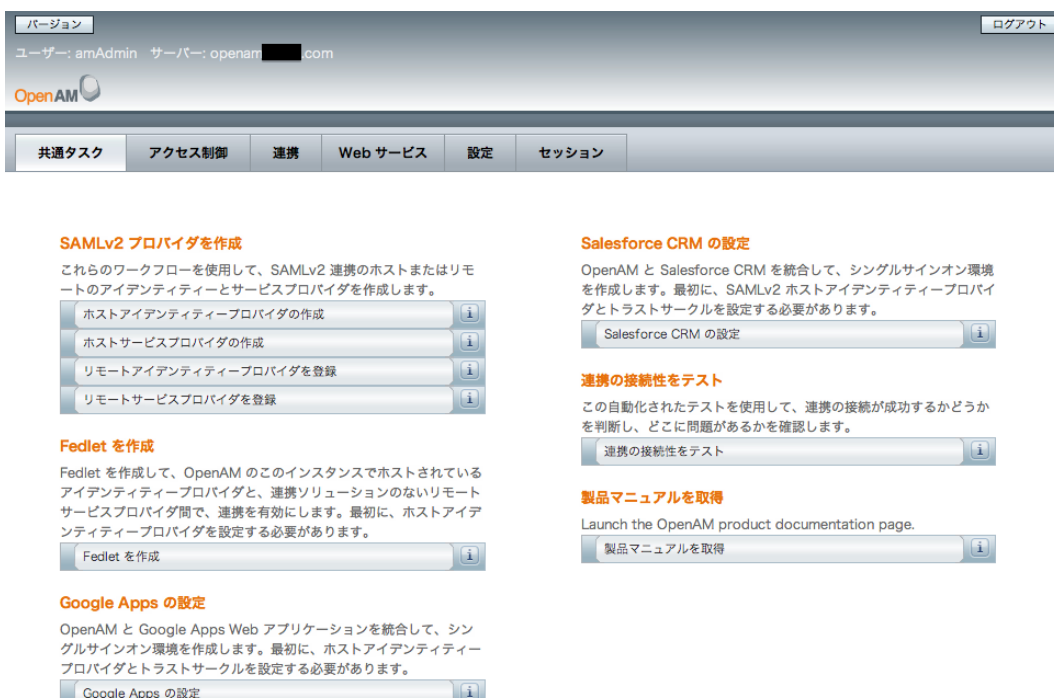 バージョン
ログアウト
ユーザー: amAdmin サーバー: openam .com
OpenAM
共通タスク
アクセス制御
連携
Web サービス
設定
セッション
SAMLv2 プロバイダを作成
これらのワークフローを使用して、SAMLv2 連携のホストまたはリモ
ートのアイデンティティーとサービスプロバイダを作成します。
ホストアイデンティティープロバイダの作成
ホストサービスプロバイダの作成
リモートアイデンティティープロバイダを登録
リモートサービスプロバイダを登録
Fedlet を作成
Fedlet を作成して、OpenAM のこのインスタンスでホストされている
アイデンティティープロバイダと、連携ソリューションのないリモート
サービスプロバイダ間で、連携を有効にします。最初に、ホストアイデ
ンティティープロバイダを設定する必要があります。
Fedlet を作成
Google Apps の設定
OpenAM と Google Apps Web アプリケーションを統合して、シン
グルサインオン環境を作成します。最初に、ホストアイデンティティー
プロバイダとトラストサークルを設定する必要があります。
Google Apps の設定
Salesforce CRM の設定
OpenAM と Salesforce CRM を統合して、シングルサインオン環境
を作成します。最初に、SAMLv2 ホストアイデンティティープロバイ
ダとトラストサークルを設定する必要があります。
Salesforce CRM の設定
連携の接続性をテスト
この自動化されたテストを使用して、連携の接続が成功するかどうか
を判断し、どこに問題があるかを確認します。
連携の接続性をテスト
製品マニュアルを取得
Launch the OpenAM product documentation page.
製品マニュアルを取得